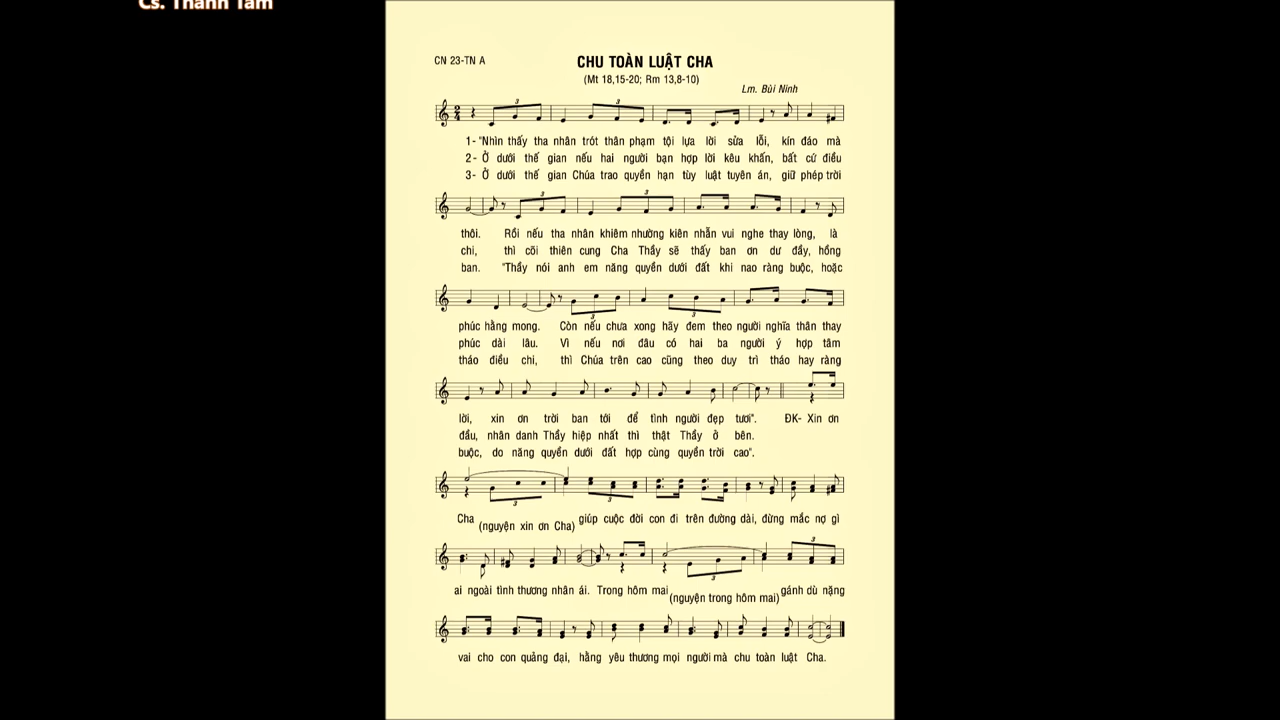 Cs. Thanh Tâm
CN 23-TN A
CHU TOÀN LUẬT CHA
(Mt 18,15-20; Rm 13,8-10)
Lm. Bùi Ninh
1- "Nhìn thấy tha nhân trót thân phạm tội lựa lời sửa lỗi, kín đáo mà
2- Ở dưới thế gian nếu hai người bạn hợp lời kêu khấn, bất cứ điều
3- Ở dưới thế gian Chúa trao quyền hạn tùy luật tuyên án, giữ phép trời
thôi. Rồi nếu tha nhân khiêm nhường kiên nhẫn vui nghe thay lòng, là
chi, thì cõi thiên cung Cha Thầy sẽ thấy ban ơn dư đầy, hồng
ban. "Thầy nói anh em năng quyền dưới đất khi nao ràng buộc, hoặc
phúc hằng mong. Còn nếu chưa xong hãy đem theo người nghĩa thân thay
phúc dài lâu. Vì nếu nơi đâu có hai ba người ý hợp tâm
tháo điều chi, thì Chúa trên cao cũng theo duy trì tháo hay ràng
lời, xin ơn trời ban tới để tình người đẹp tươi". ĐK- Xin ơn
đầu, nhân danh Thầy hiệp nhất thì thật Thầy ở bên.
buộc, do năng quyền dưới đất hợp cùng quyền trời cao".
Cha (nguyện xin ơn Cha) giúp cuộc đời con đi trên đường dài, đừng mắc nợ gì
ai ngoài tình thương nhân ái. Trong hôm mai (nguyện trong hôm mai) gánh dù nặng
vai cho con quảng đại, hằng yêu thương mọi người mà chu toàn luật Cha.